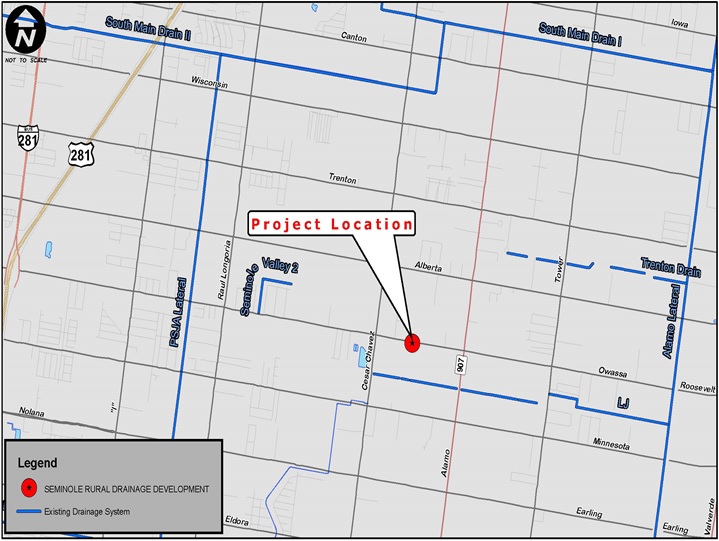 South Main Drain II
South Main Drain I
Iowa
Canton
N
NOT TO SCALE
Wisconsin
281
281
Trenton
Project Location
Raul Longoria
Seminole
Valley 2
Alberta
Tower
Trenton Drain
PSJA Lateral
Alamo Lateral
Cesar Chavez
907
Owassa
Roosevelt
LJ
Nolana
"I"
Minnesota
Alamo
Legend
SEMINOLE RURAL DRAINAGE DEVELOPMENT
Existing Drainage System
Eldora
Earling
Earling
Valverde